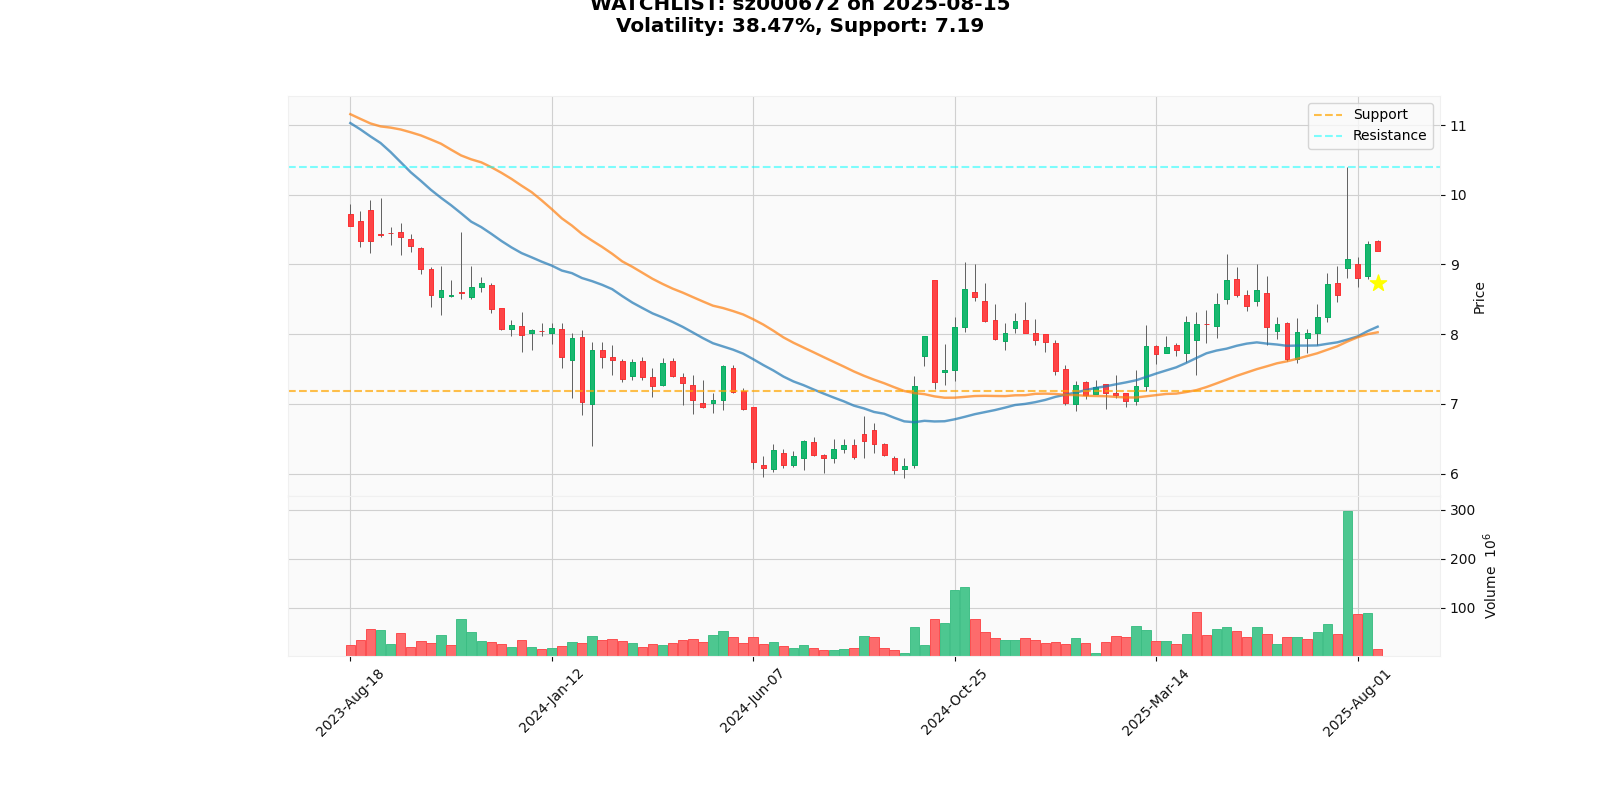 WATCHLIST: sz000672 on 2025-08-15
Volatility: 38.47%, Support: 7.19
Support
Resistance
11
10
9
8
7
6
Price
300
200
100
Volume 10⁶
2023-Aug-18
2024-Jan-12
2024-Jun-07
2024-Oct-25
2025-Mar-14
2025-Aug-01